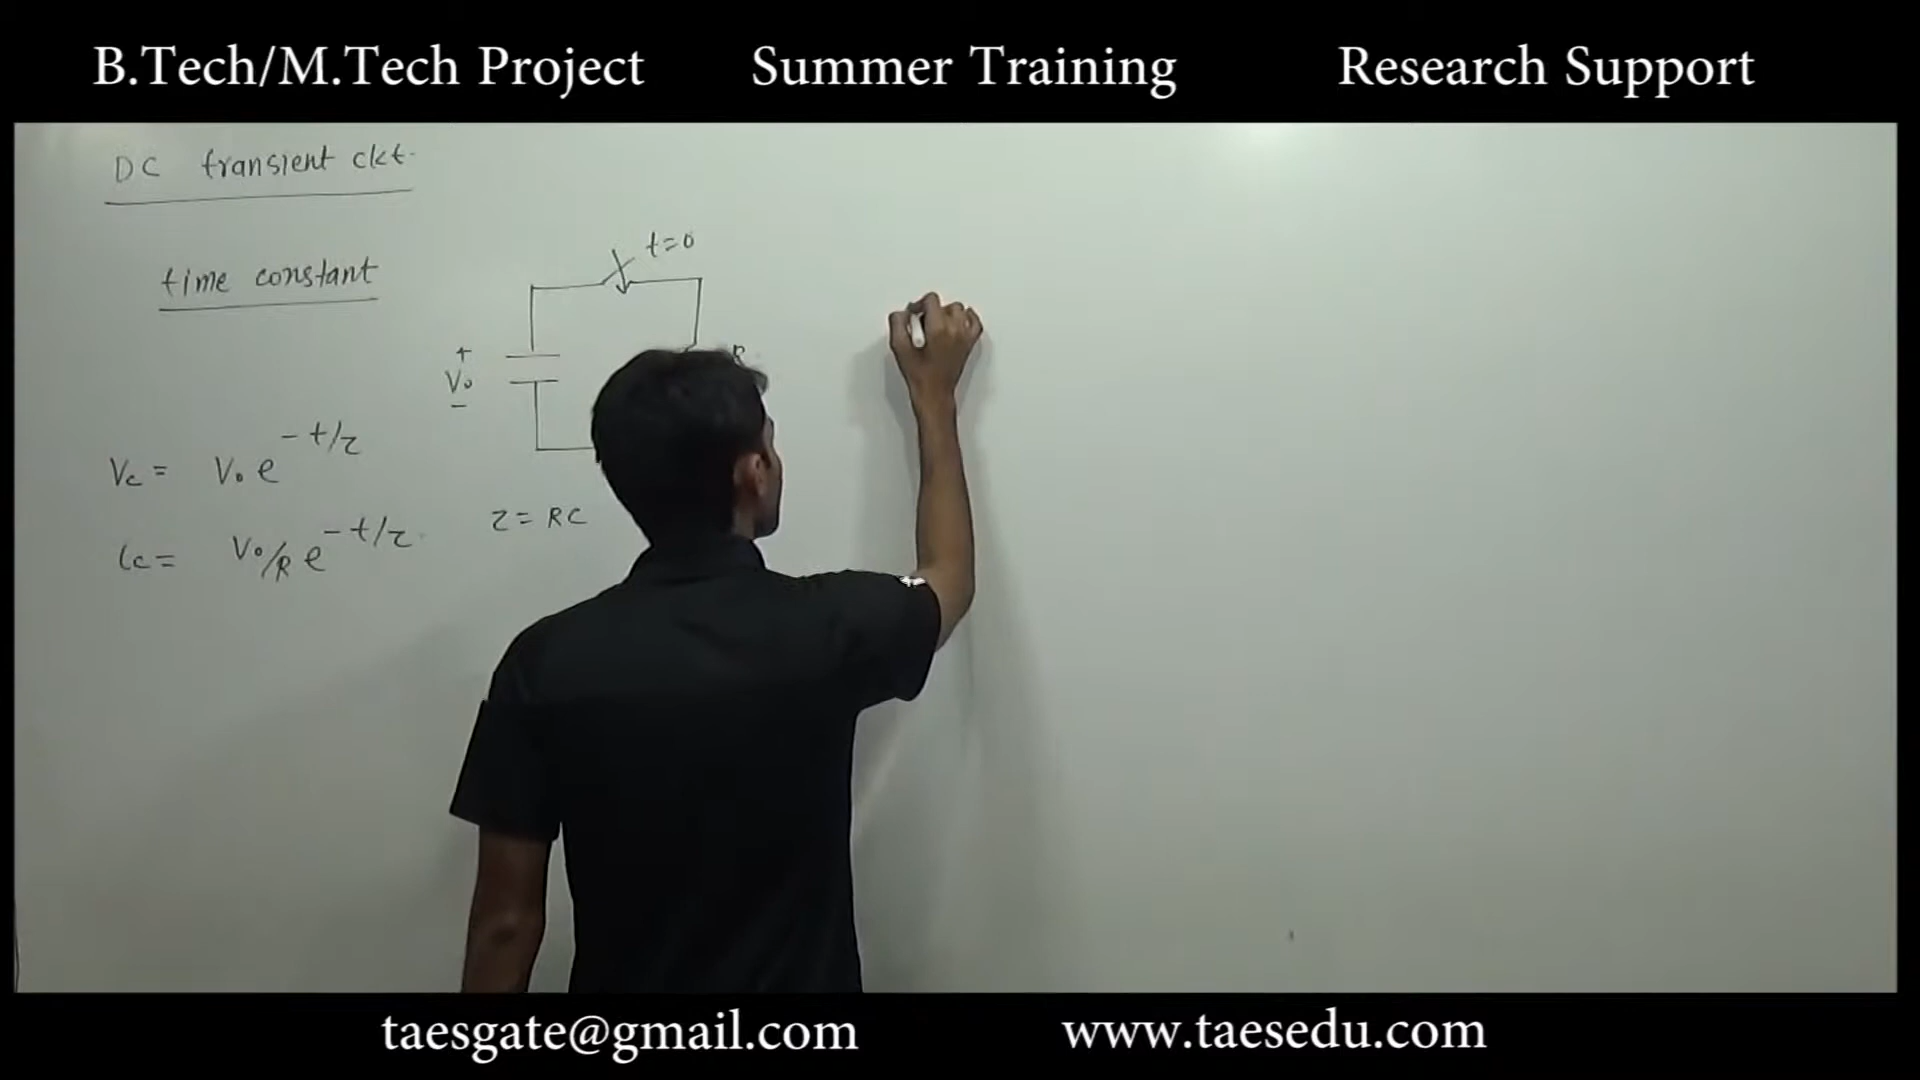 B.Tech/M.Tech Project Summer Training Research Support
DC transient ckt.
time constant
t=0
+
V₀
−
R
Vc = V₀ e^-t/τ
ic = V₀/R e^-t/τ
τ = RC
taesgate@gmail.com www.taesedu.com